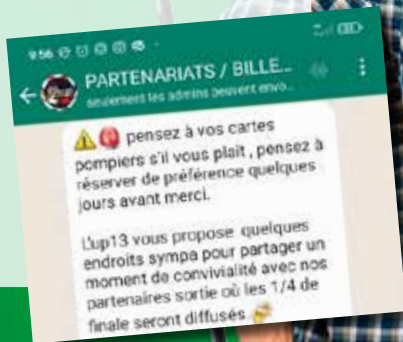 9:56
PARTENARIATS / BILLE...
seulement les admins peuvent envo...
pensez à vos cartes
pompiers s'il vous plaît, pensez à
réserver de préférence quelques
jours avant merci.
L'up13 vous propose quelques
endroits sympa pour partager un
moment de convivialité avec nos
partenaires sortie où les 1/4 de
finale seront diffusés